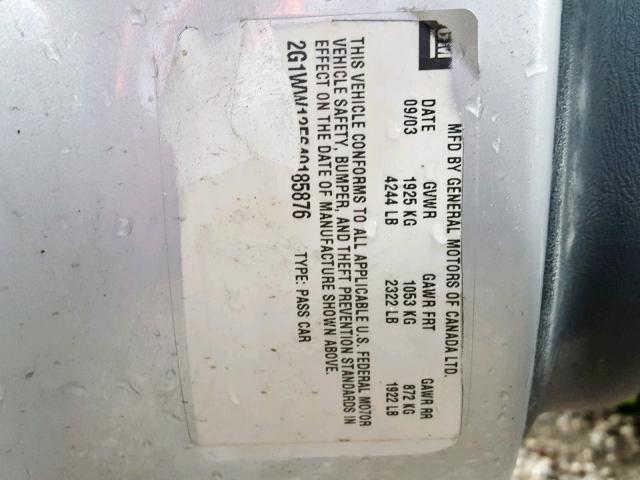 GM
MFD BY GENERAL MOTORS OF CANADA LTD.
DATE GVWR GAWR FRT GAWR RR
09/03 1925 KG 1053 KG 872 KG
4244 LB 2322 LB 1922 LB
THIS VEHICLE CONFORMS TO ALL APPLICABLE U.S. FEDERAL MOTOR
VEHICLE SAFETY, BUMPER, AND THEFT PREVENTION STANDARDS IN
EFFECT ON THE DATE OF MANUFACTURE SHOWN ABOVE.
TYPE: PASS CAR